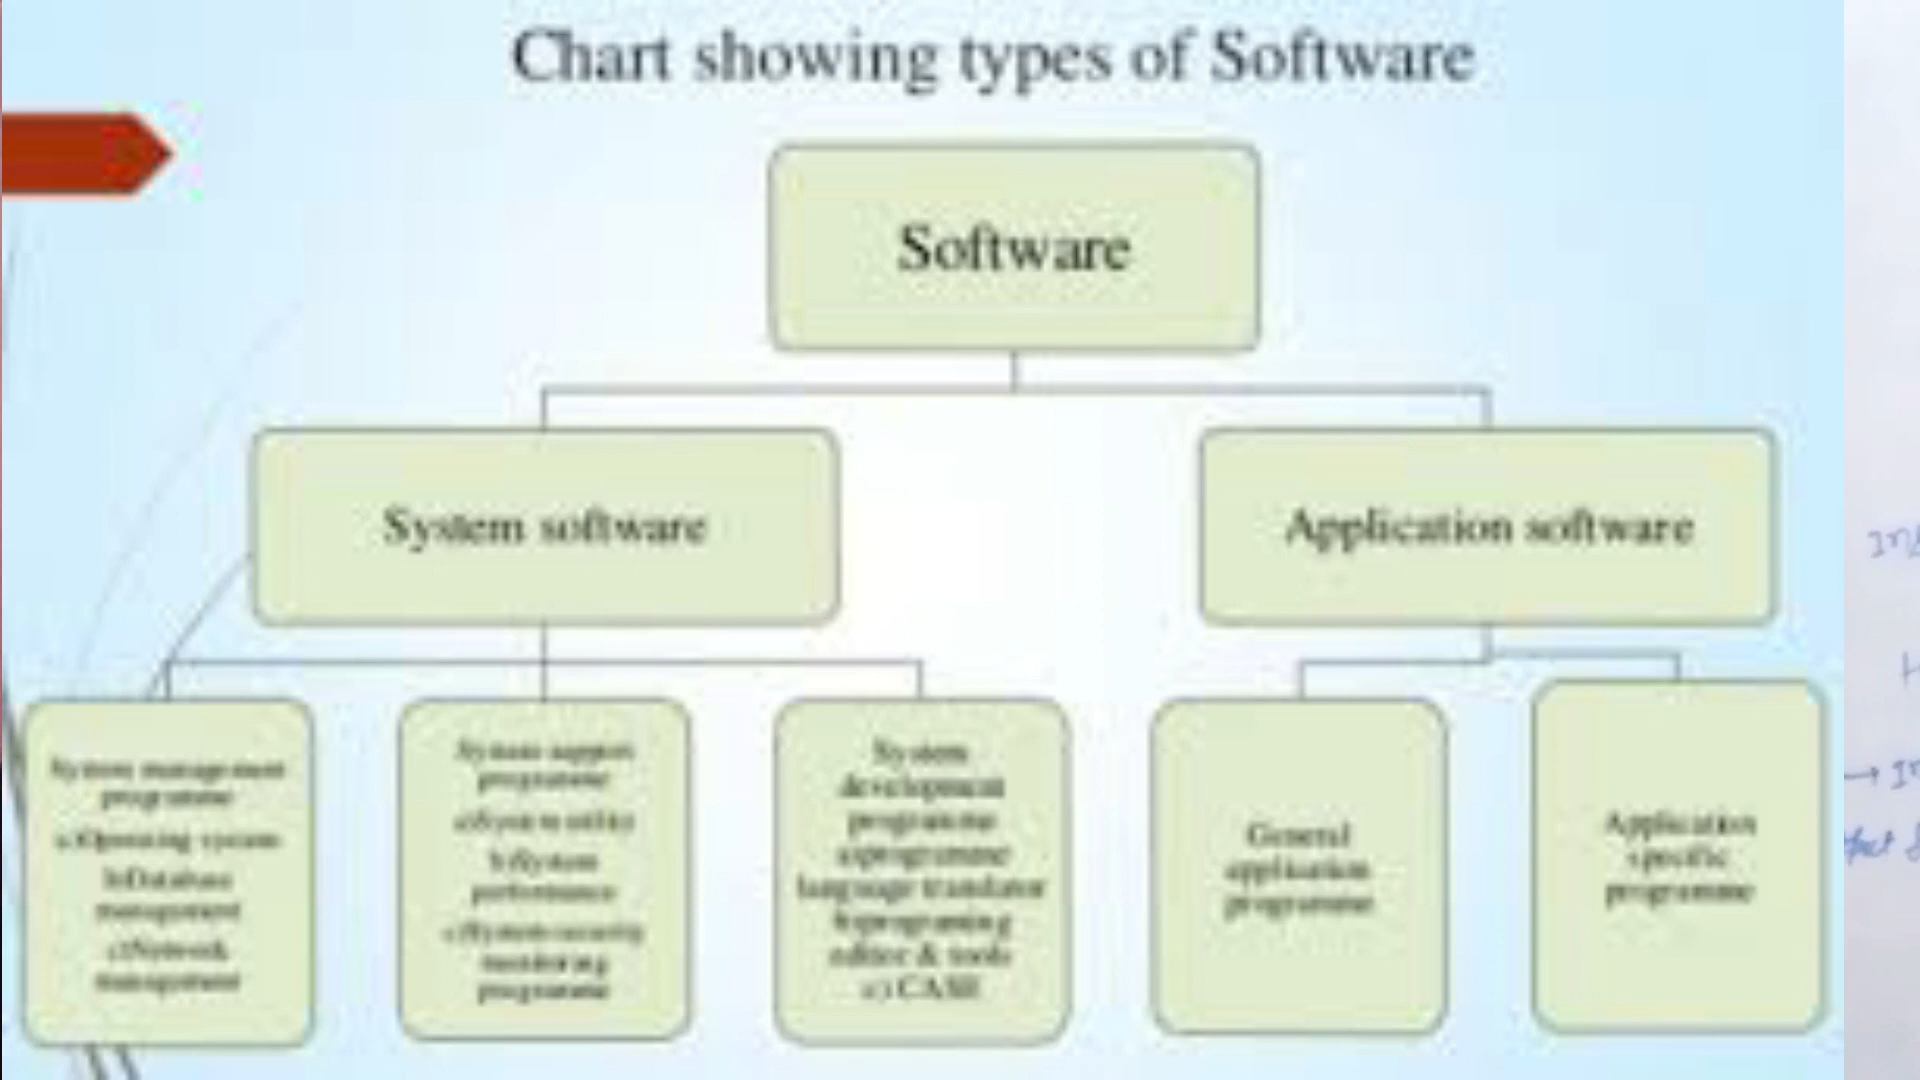 Chart showing types of Software
Software
System software
Application software
System management
programme
a)Operating system
b)Database
management
c)Network
management
System support
programme
a)System utility
b)System
performance
c)System security
monitoring
programme
System
development
programme
a)programme
language translator
b)programing
editor & tools
c) CASE
General
application
programme
Application
specific
programme